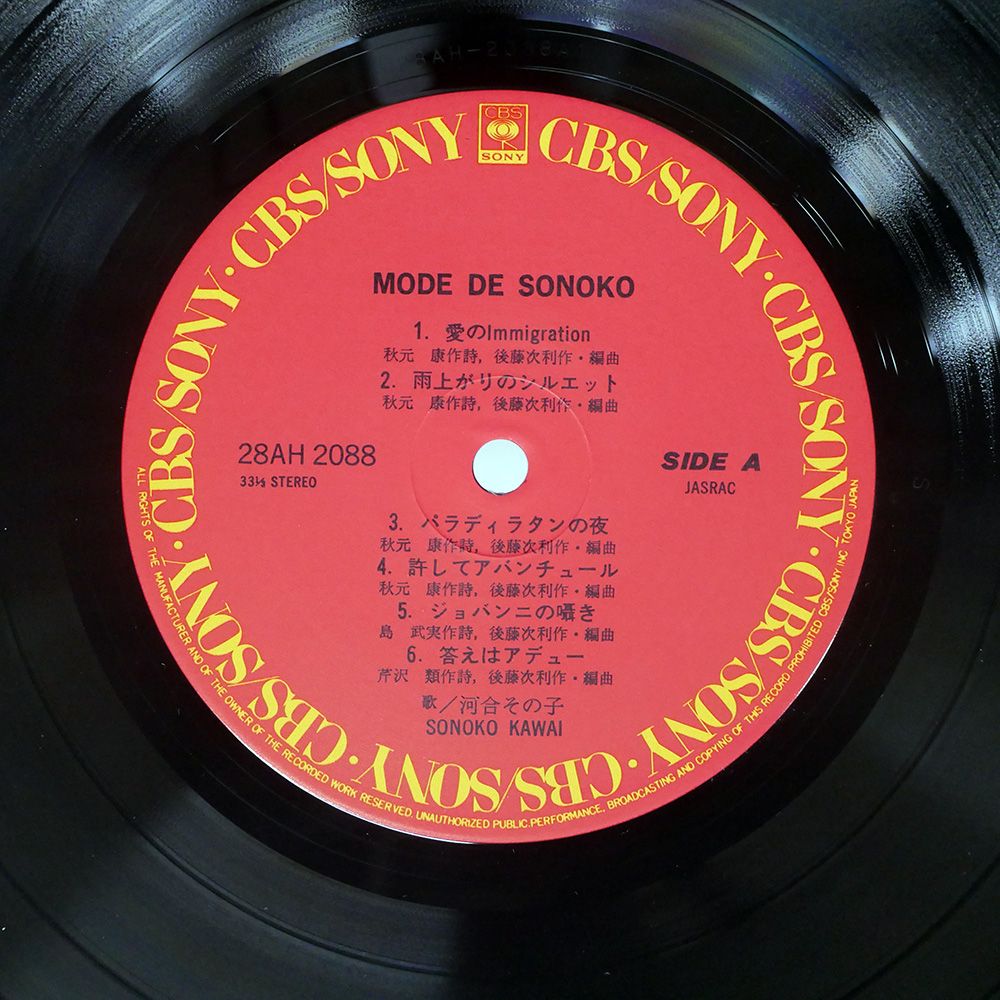 CBS
SONY
CBS/SONY · CBS/SONY · CBS/SONY · CBS/SONY · CBS/SONY · CBS/SONY · CBS/SONY · CBS/SONY · CBS/SONY
MODE DE SONOKO
1. 愛のImmigration
秋元 康作詩, 後藤次利作・編曲
2. 雨上がりのシルエット
秋元 康作詩, 後藤次利作・編曲
28AH 2088
33⅓ STEREO
SIDE A
JASRAC
3. パラディラタンの夜
秋元 康作詩, 後藤次利作・編曲
4. 許してアバンチュール
秋元 康作詩, 後藤次利作・編曲
5. ジョバンニの囁き
島 武実作詩, 後藤次利作・編曲
6. 答えはアデュー
芹沢 類作詩, 後藤次利作・編曲
歌／河合その子
SONOKO KAWAI
ALL RIGHTS OF THE MANUFACTURER AND OF THE OWNER OF THE RECORDED WORK RESERVED. UNAUTHORIZED PUBLIC PERFORMANCE, BROADCASTING AND COPYING OF THIS RECORD PROHIBITED CBS/SONY INC. TOKYO JAPAN